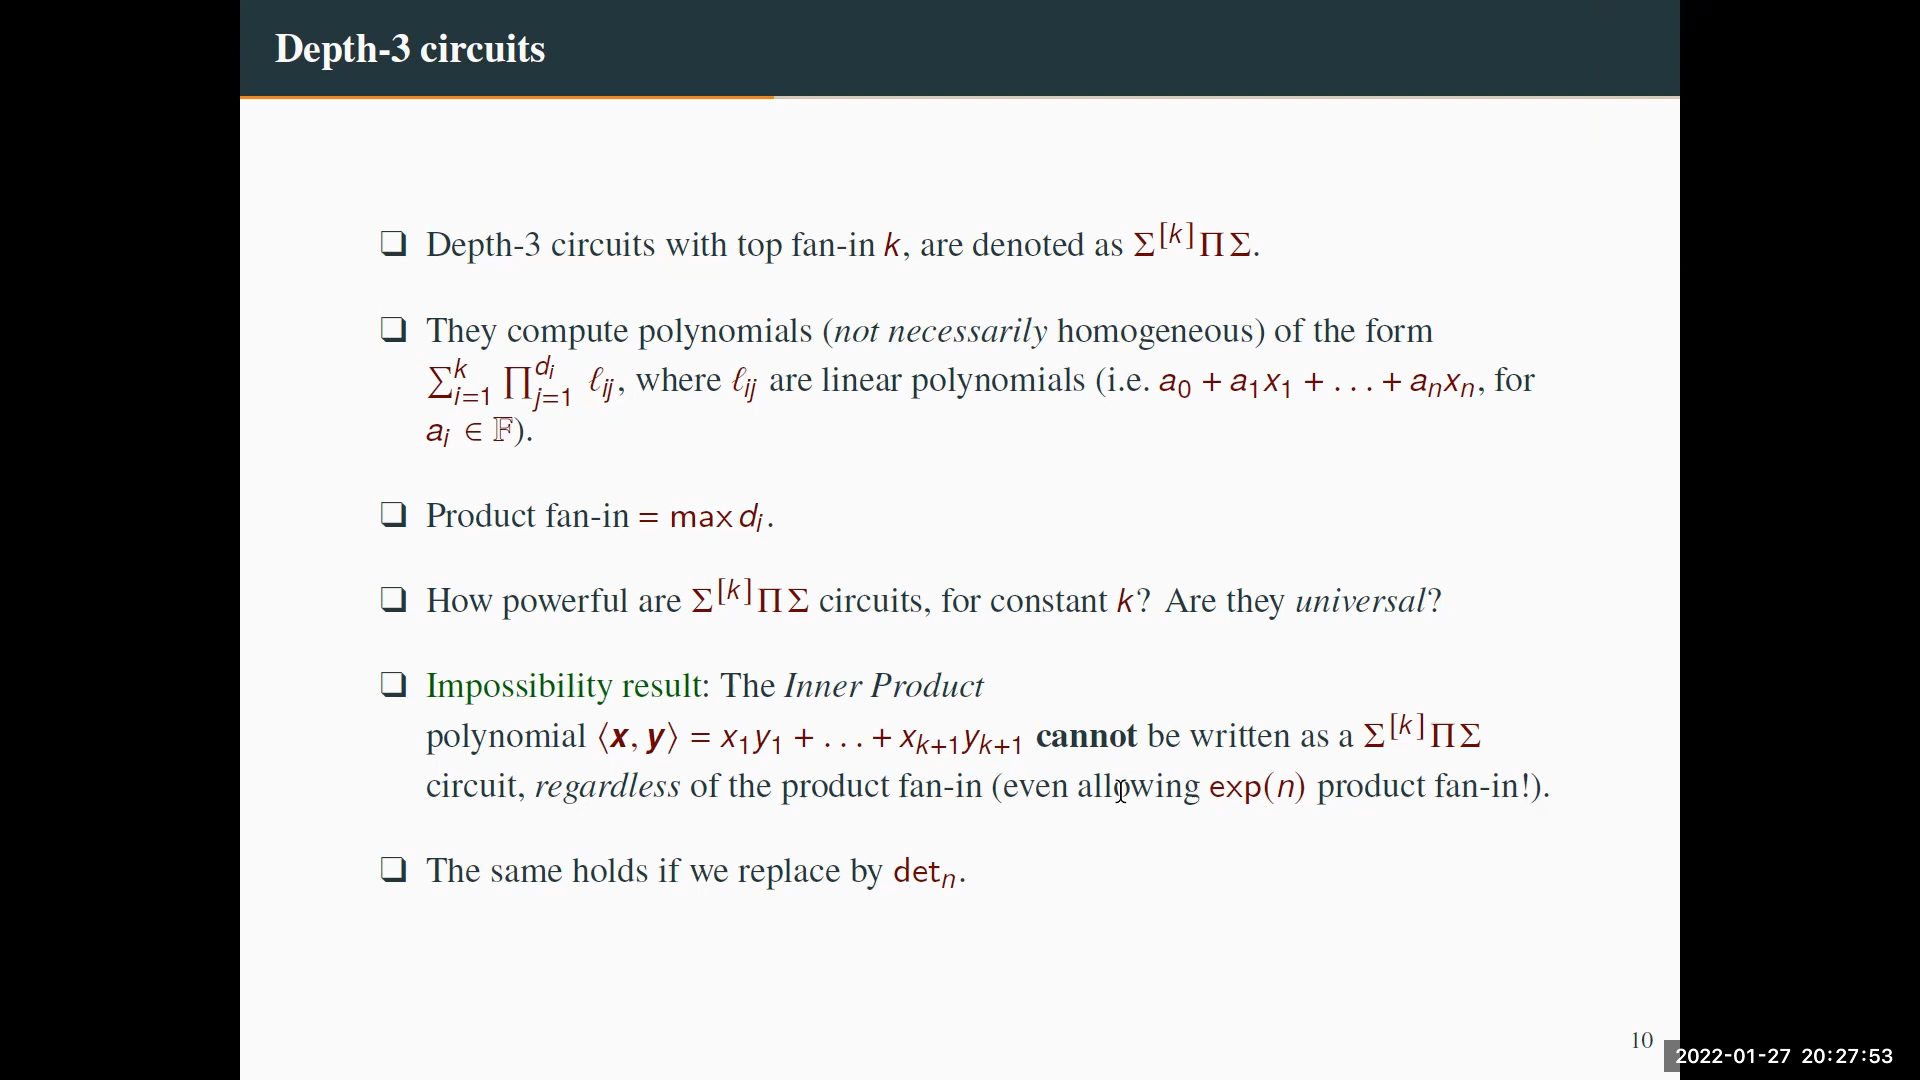 Depth-3 circuits
❏ Depth-3 circuits with top fan-in k, are denoted as Σ^[k]ΠΣ.
❏ They compute polynomials (not necessarily homogeneous) of the form
∑_{i=1}^{k} ∏_{j=1}^{d_i} ℓ_{ij}, where ℓ_{ij} are linear polynomials (i.e. a_0 + a_1x_1 + . . . + a_nx_n, for
a_i ∈ 𝔽).
❏ Product fan-in = max d_i.
❏ How powerful are Σ^[k]ΠΣ circuits, for constant k? Are they universal?
❏ Impossibility result: The Inner Product
polynomial ⟨x, y⟩ = x_1y_1 + . . . + x_{k+1}y_{k+1} cannot be written as a Σ^[k]ΠΣ
circuit, regardless of the product fan-in (even allowing exp(n) product fan-in!).
❏ The same holds if we replace by det_n.
10
2022-01-27 20:27:53